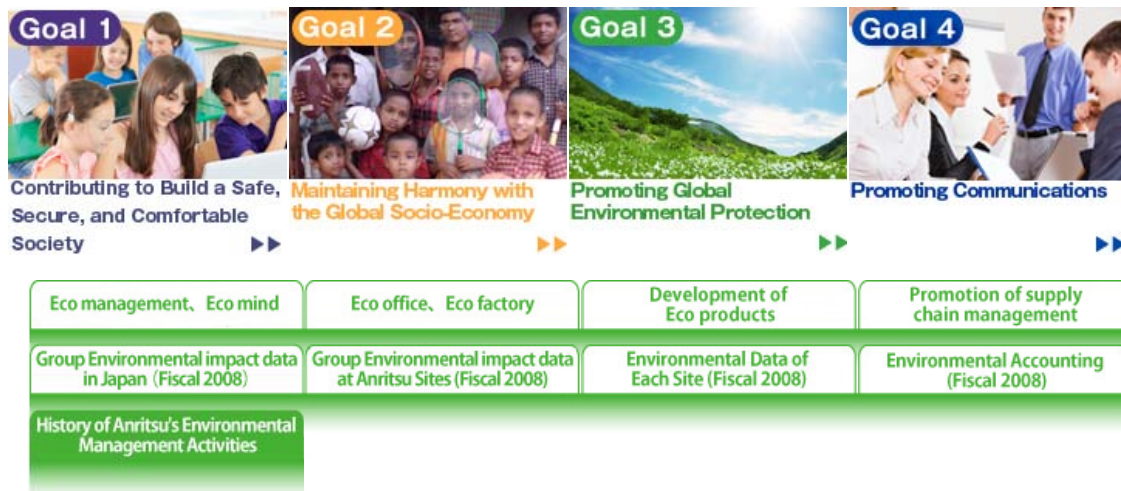 Goal 1
Goal 2
Goal 3
Goal 4
Contributing to Build a Safe,
Secure, and Comfortable
Society
Maintaining Harmony with
the Global Socio-Economy
Promoting Global
Environmental Protection
Promoting Communications
Eco management、Eco mind
Eco office、Eco factory
Development of
Eco products
Promotion of supply
chain management
Group Environmental impact data
in Japan（Fiscal 2008）
Group Environmental impact data
at Anritsu Sites (Fiscal 2008)
Environmental Data of
Each Site (Fiscal 2008)
Environmental Accounting
(Fiscal 2008)
History of Anritsu's Environmental
Management Activities